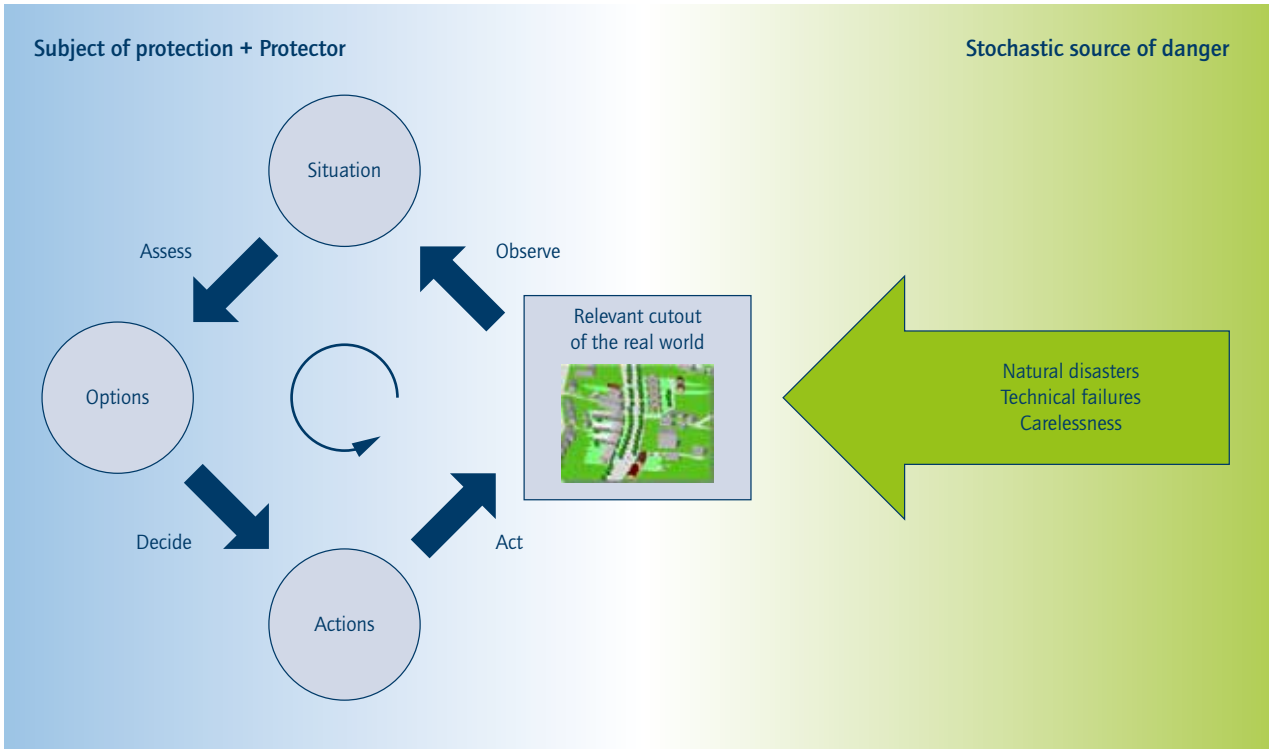 Subject of protection + Protector
Stochastic source of danger
Situation
Assess
Observe
Relevant cutout
of the real world
Options
Natural disasters
Technical failures
Carelessness
Decide
Act
Actions